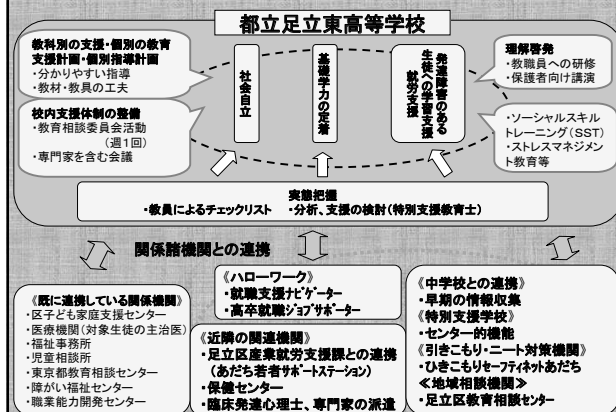 都立足立東高等学校
教科別の支援・個別の教育
支援計画・個別指導計画
・分かりやすい指導
・教材・教具の工夫
校内支援体制の整備
・教育相談委員会活動
(週1回)
・専門家を含む会議
社会自立
基礎学力の定着
発達障害のある
生徒への学習支援
就労支援
理解啓発
・教職員への研修
・保護者向け講演
・ソーシャルスキル
トレーニング(SST)
・ストレスマネジメ
ント教育等
実態把握
・教員によるチェックリスト ・分析、支援の検討(特別支援教育士)
関係諸機関との連携
《既に連携している関係機関》
・区子ども家庭支援センター
・医療機関(対象生徒の主治医)
・福祉事務所
・児童相談所
・東京都教育相談センター
・障がい福祉センター
・職業能力開発センター
《ハローワーク》
・就職支援ナビゲーター
・高卒就職ジョブサポーター
《近隣の関連機関》
・足立区産業就労支援課との連携
(あだち若者サポートステーション)
・保健センター
・臨床発達心理士、専門家の派遣
《中学校との連携》
・早期の情報収集
《特別支援学校》
・センター的機能
《引きこもり・ニート対策機関》
・ひきこもりセーフティネットあだち
≪地域相談機関≫
・足立区教育相談センター